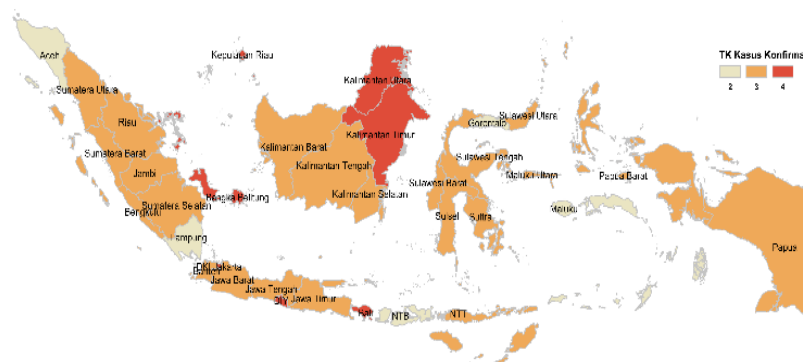 Aceh
Kepulauan Riau
TK Kasus Konfirma
2 3 4
Sumatera Utara
Kalimantan Utara
Riau
Gorontalo
Sulawesi Utara
Kalimantan Timur
Kalimantan Barat
Sumatera Barat
Kalimantan Tengah
Sulawesi Tengah
Jambi
Maluku Utara
Papua Barat
Sulawesi Barat
Kalimantan Selatan
Bangka Belitung
Sumatera Selatan
Bengkulu
Maluku
Sulsel
Sultra
Lampung
Papua
DKI Jakarta
Banten
Jawa Barat
Jawa Tengah
DIY
Jawa Timur
Bali
NTB
NTT